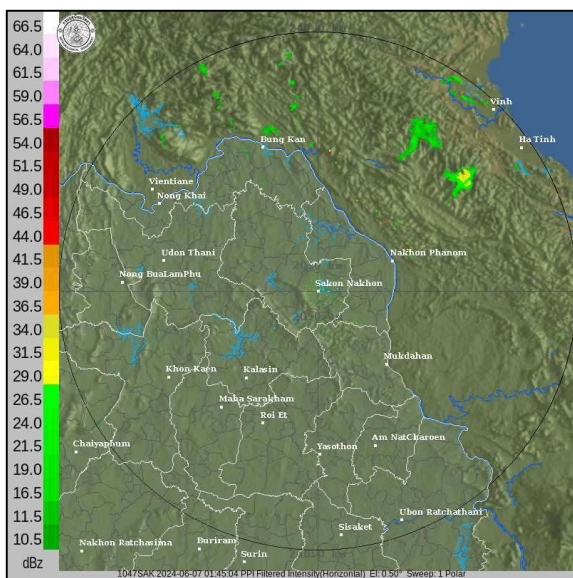 66.5
64.0
61.5
59.0
56.5
54.0
51.5
49.0
46.5
44.0
41.5
39.0
36.5
34.0
31.5
29.0
26.5
24.0
21.5
19.0
16.5
13.5
10.5
dBz
Vinh
Ha Tinh
Bung Kan
Vientiane
Nong Khai
Udon Thani
Nakhon Phanom
Nong BuaLamPhu
Sakon Nakhon
Mukdahan
Khon Kaen
Kalasin
Maha Sarakham
Roi Et
Chaiyaphum
Yasothon
Am NatCharoen
Ubon Ratchathani
Sisaket
Nakhon Ratchasima
Buriram
Surin
1047SAK 2024-06-07 01:45:04 PPI Filtered Intensity(Horizontal) El: 0.50° Sweep: 1 Polar